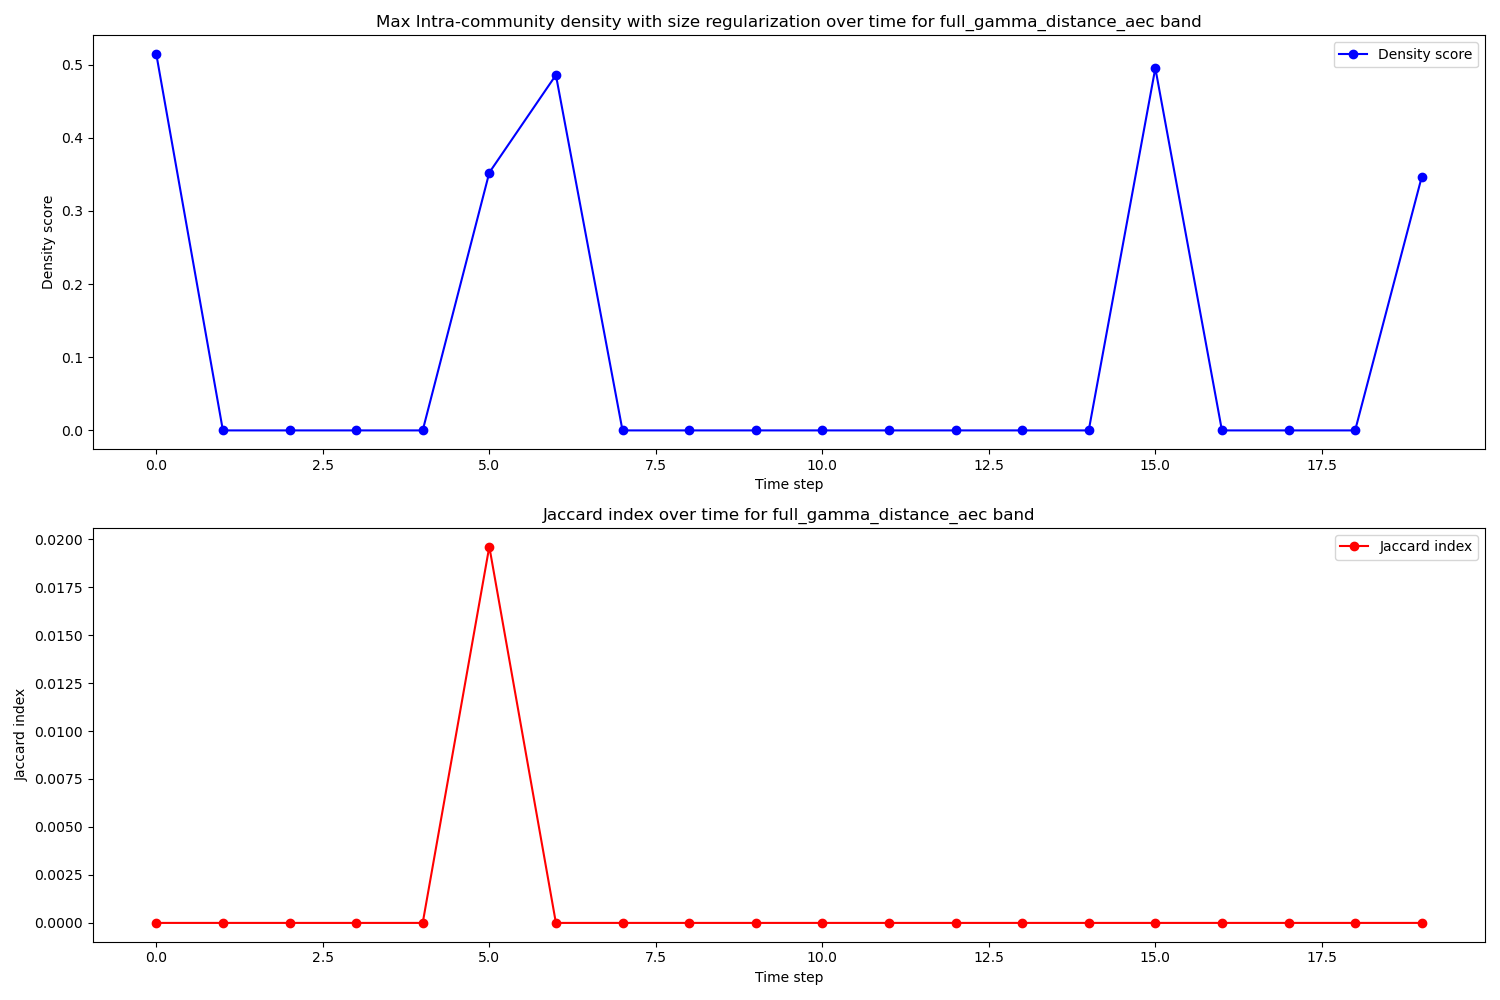 Max Intra-community density with size regularization over time for full_gamma_distance_aec band
Density score
0.5
0.4
0.3
0.2
0.1
0.0
Density score
0.0 2.5 5.0 7.5 10.0 12.5 15.0 17.5
Time step
Jaccard index over time for full_gamma_distance_aec band
Jaccard index
0.0200
0.0175
0.0150
0.0125
0.0100
0.0075
0.0050
0.0025
0.0000
Jaccard index
0.0 2.5 5.0 7.5 10.0 12.5 15.0 17.5
Time step